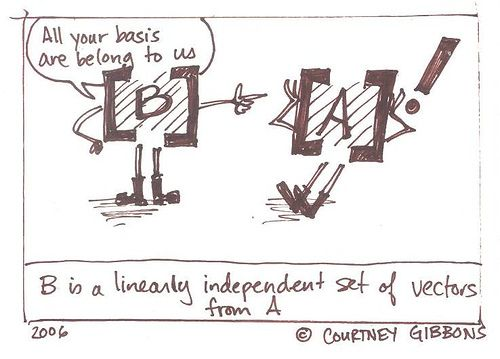 All your basis
are belong to us
[B]
[A]!
B is a linearly independent set of vectors
from A
2006
© COURTNEY GIBBONS